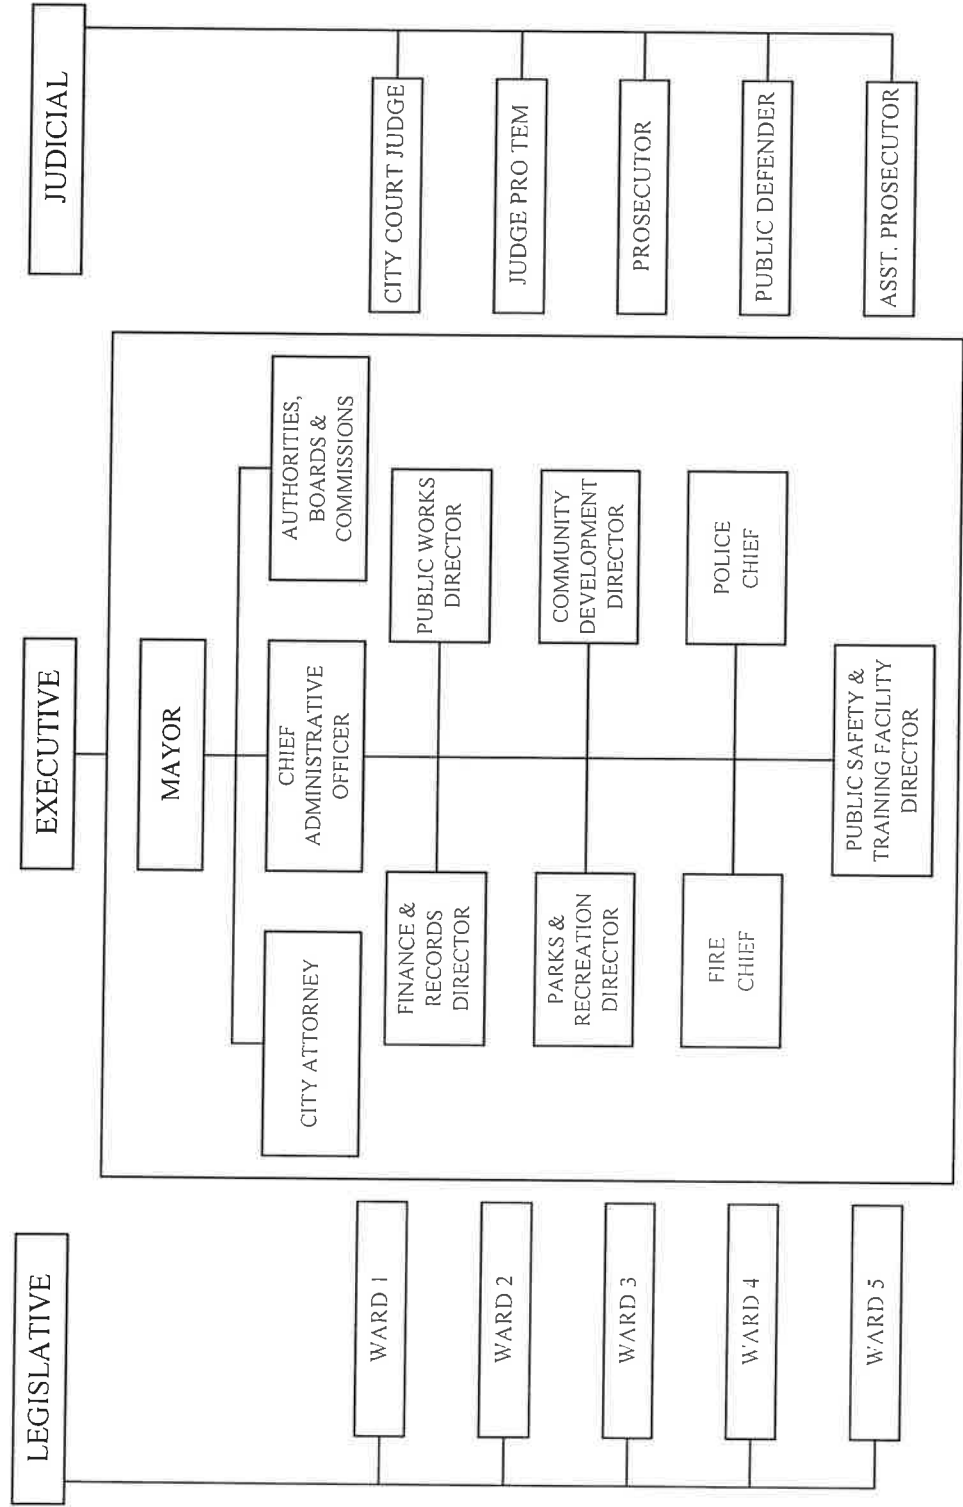 LEGISLATIVE
EXECUTIVE
JUDICIAL
WARD 1
WARD 2
WARD 3
WARD 4
WARD 5
MAYOR
CITY ATTORNEY
CHIEF
ADMINISTRATIVE
OFFICER
AUTHORITIES,
BOARDS &
COMMISSIONS
FINANCE &
RECORDS
DIRECTOR
PUBLIC WORKS
DIRECTOR
PARKS &
RECREATION
DIRECTOR
COMMUNITY
DEVELOPMENT
DIRECTOR
FIRE
CHIEF
POLICE
CHIEF
PUBLIC SAFETY &
TRAINING FACILITY
DIRECTOR
CITY COURT JUDGE
JUDGE PRO TEM
PROSECUTOR
PUBLIC DEFENDER
ASST. PROSECUTOR